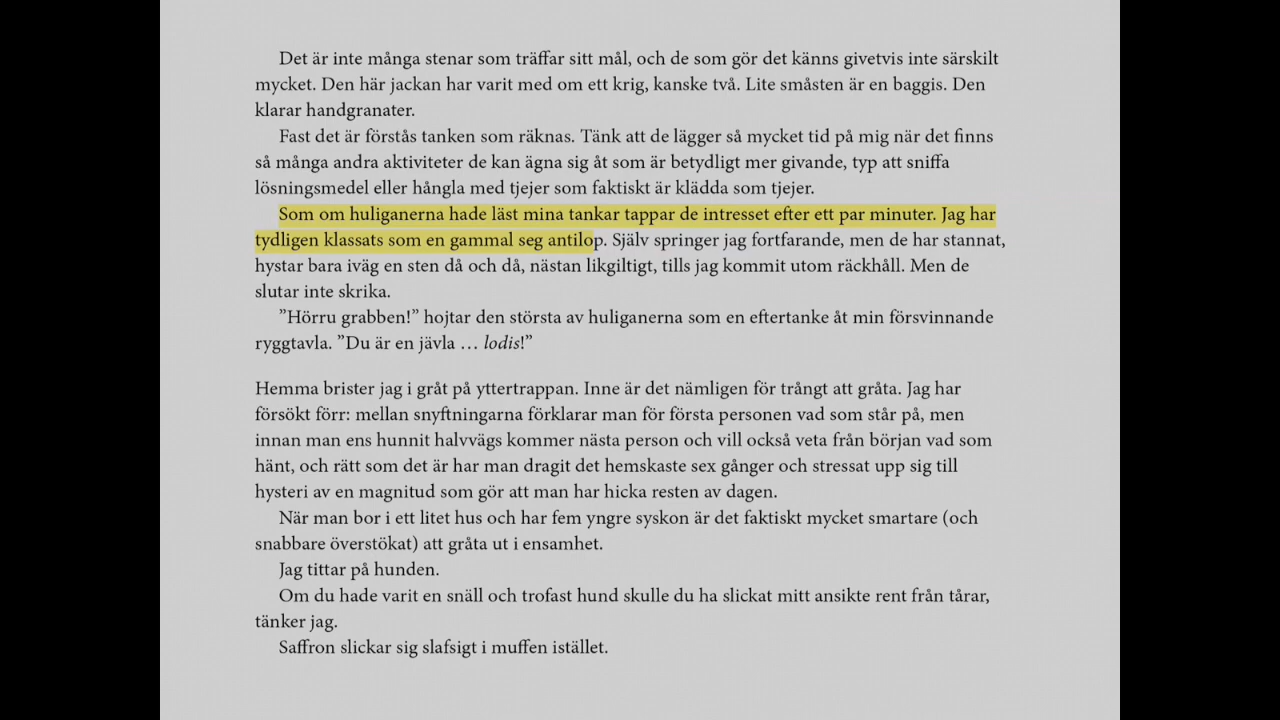 Det är inte många stenar som träffar sitt mål, och de som gör det känns givetvis inte särskilt
mycket. Den här jackan har varit med om ett krig, kanske två. Lite småsten är en baggis. Den
klarar handgranater.
Fast det är förstås tanken som räknas. Tänk att de lägger så mycket tid på mig när det finns
så många andra aktiviteter de kan ägna sig åt som är betydligt mer givande, typ att sniffa
lösningsmedel eller hångla med tjejer som faktiskt är klädda som tjejer.
Som om huliganerna hade läst mina tankar tappar de intresset efter ett par minuter. Jag har
tydligen klassats som en gammal seg antilop. Själv springer jag fortfarande, men de har stannat,
hystar bara iväg en sten då och då, nästan likgiltigt, tills jag kommit utom räckhåll. Men de
slutar inte skrika.
”Hörru grabben!” hojtar den största av huliganerna som en eftertanke åt min försvinnande
ryggtavla. ”Du är en jävla … lodis!”
Hemma brister jag i gråt på yttertrappan. Inne är det nämligen för trångt att gråta. Jag har
försökt förr: mellan snyftningarna förklarar man för första personen vad som står på, men
innan man ens hunnit halvvägs kommer nästa person och vill också veta från början vad som
hänt, och rätt som det är har man dragit det hemskaste sex gånger och stressat upp sig till
hysteri av en magnitud som gör att man har hicka resten av dagen.
När man bor i ett litet hus och har fem yngre syskon är det faktiskt mycket smartare (och
snabbare överstökat) att gråta ut i ensamhet.
Jag tittar på hunden.
Om du hade varit en snäll och trofast hund skulle du ha slickat mitt ansikte rent från tårar,
tänker jag.
Saffron slickar sig slafsigt i muffen istället.